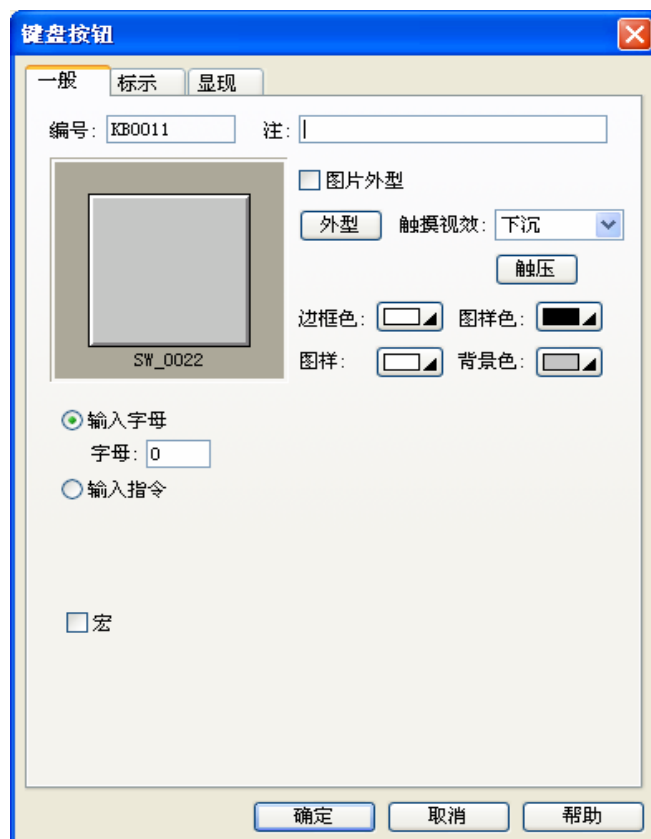 键盘按钮
一般 标示 显现
编号: KB0011 注:
图片外型
外型 触摸视效: 下沉
触压
边框色: 图样色:
SW_0022
图样: 背景色:
输入字母
字母: 0
输入指令
宏
确定 取消 帮助